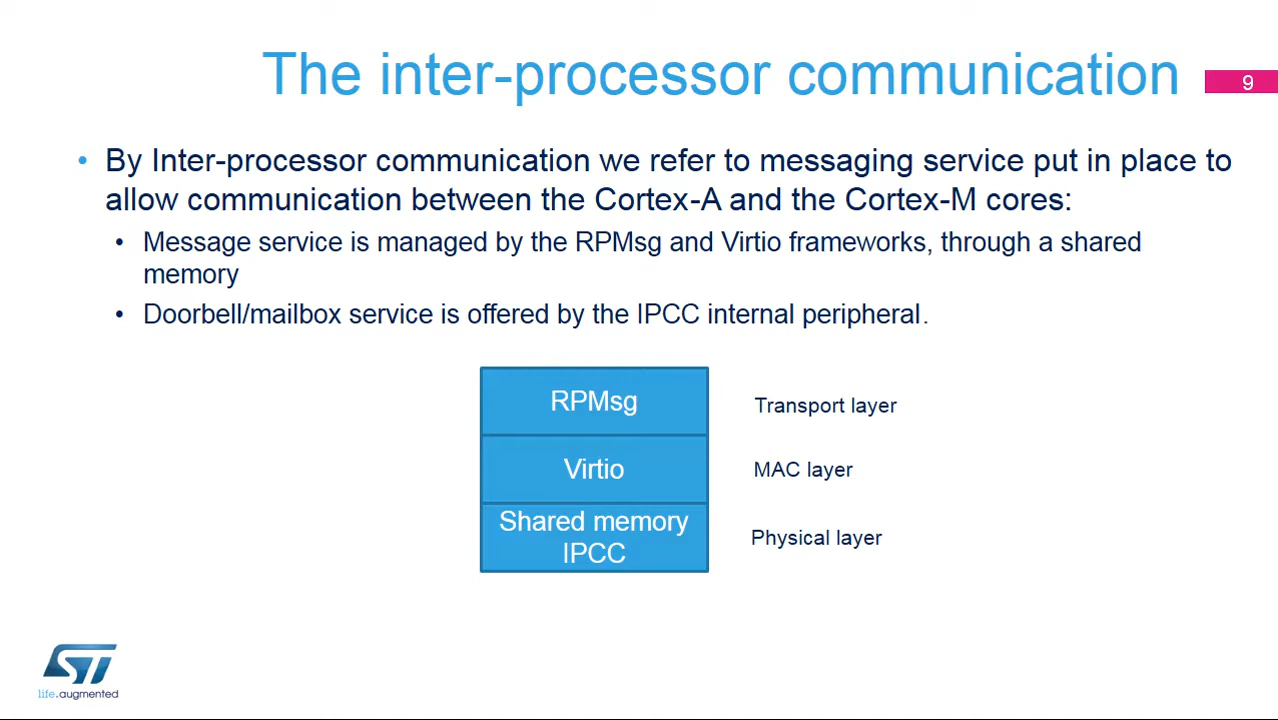 The inter-processor communication
9
• By Inter-processor communication we refer to messaging service put in place to
allow communication between the Cortex-A and the Cortex-M cores:
• Message service is managed by the RPMsg and Virtio frameworks, through a shared
memory
• Doorbell/mailbox service is offered by the IPCC internal peripheral.
RPMsg
Transport layer
Virtio
MAC layer
Shared memory
IPCC
Physical layer
ST
life.augmented